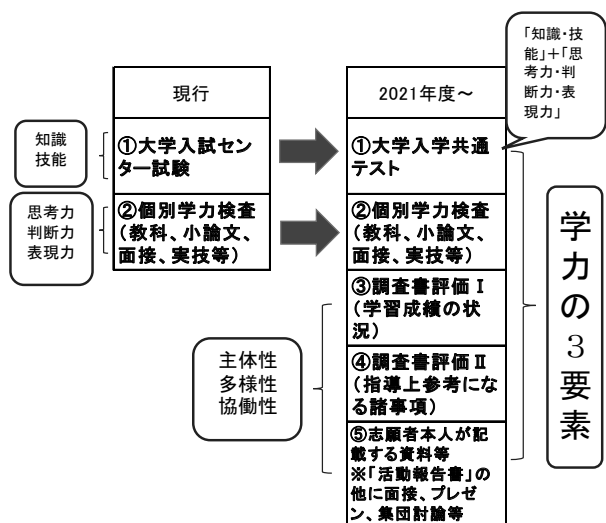 「知識・技
能」＋「思
考力・判
断力・表
現力」
現行
2021年度～
知識
技能
①大学入試セン
ター試験
①大学入学共通
テスト
思考力
判断力
表現力
②個別学力検査
（教科、小論文、
面接、実技等）
②個別学力検査
（教科、小論文、
面接、実技等）
③調査書評価Ⅰ
（学習成績の状
況）
主体性
多様性
協働性
④調査書評価Ⅱ
（指導上参考にな
る諸事項）
⑤志願者本人が記
載する資料等
※「活動報告書」の
他に面接、プレゼ
ン、集団討論等
学力の３要素